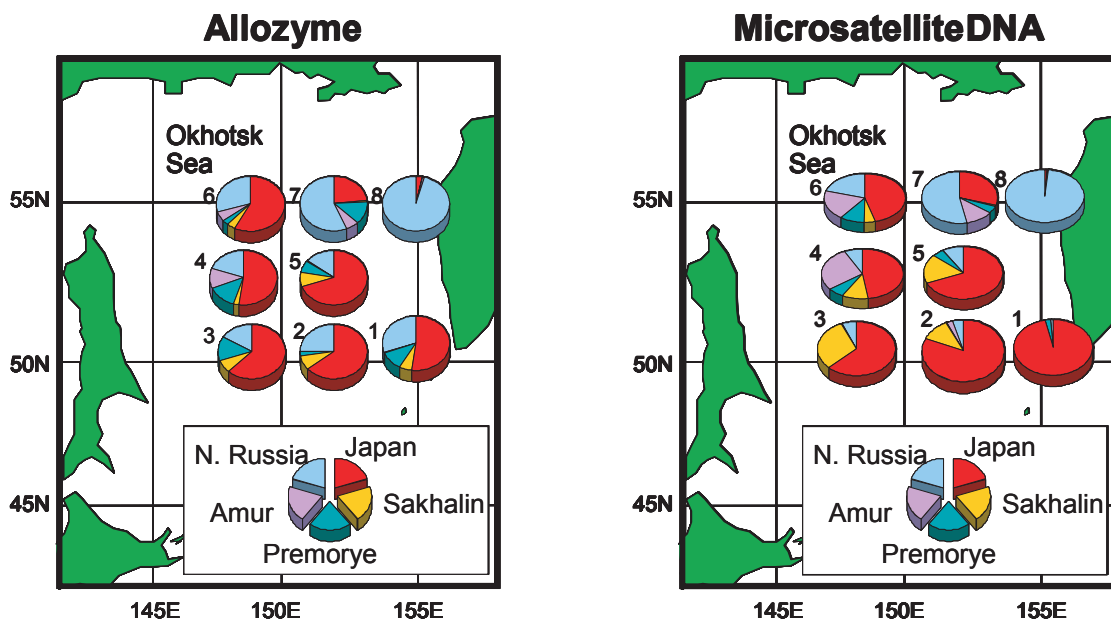 Allozyme
Okhotsk
Sea
6
7
8
4
5
3
2
1
55N
50N
45N
N. Russia
Japan
Amur
Sakhalin
Premorye
145E
150E
155E
MicrosatelliteDNA
Okhotsk
Sea
6
7
8
4
5
3
2
1
55N
50N
45N
N. Russia
Japan
Amur
Sakhalin
Premorye
145E
150E
155E